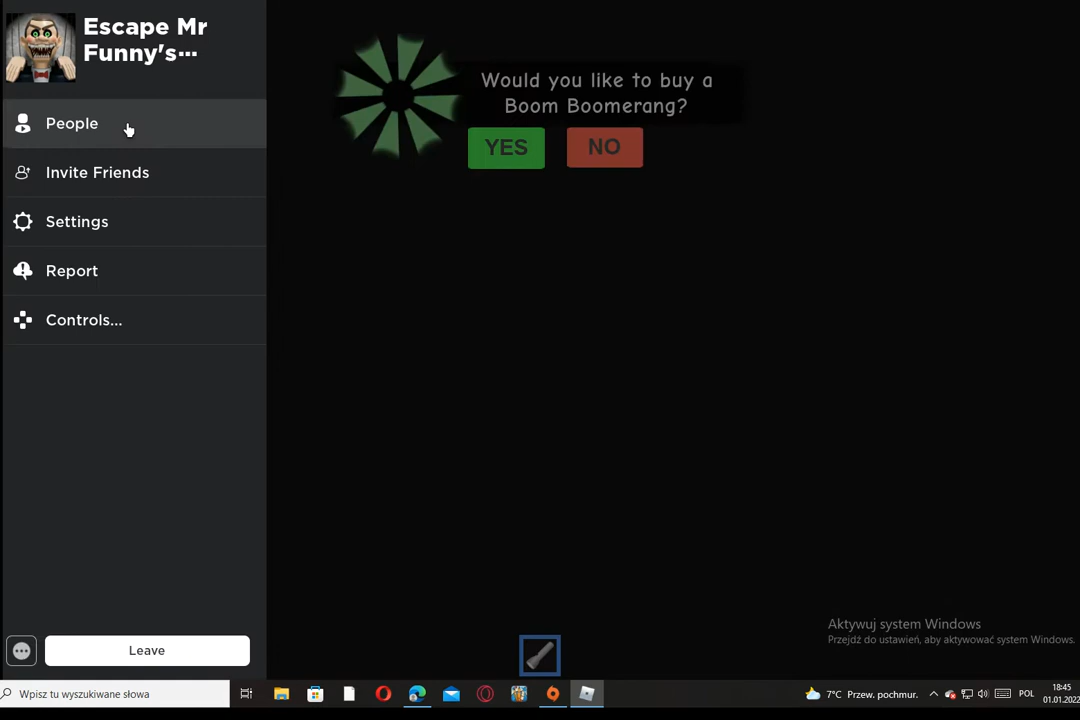 Escape Mr
Funny's...
People
Invite Friends
Settings
Report
Controls...
Leave
Would you like to buy a
Boom Boomerang?
YES
NO
Aktywuj system Windows
Przejdź do ustawień, aby aktywować system Windows.
Wpisz tu wyszukiwane słowa
7°C Przew. pochmur.
POL
18:45
01.01.2022